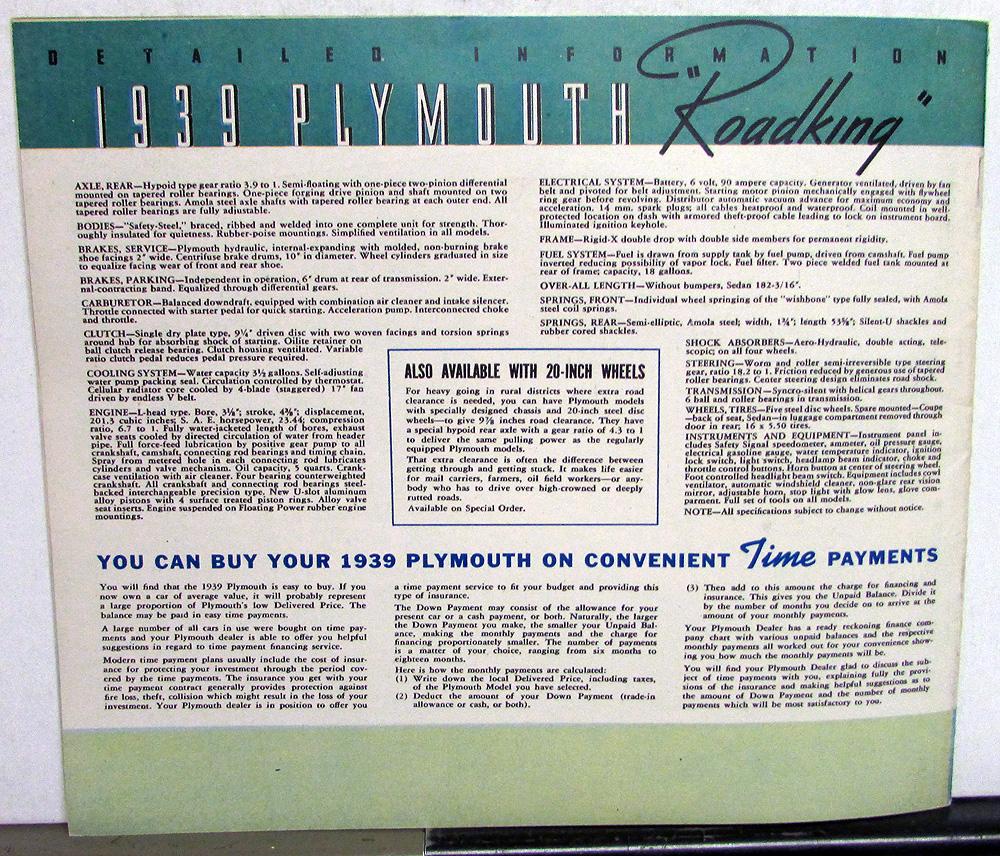 DETAILED INFORMATION
1939 PLYMOUTH "Roadking"
AXLE, REAR—Hypoid type gear ratio 3.9 to 1. Semi-floating with one-piece two-pinion differential
mounted on tapered roller bearings. One-piece forging drive pinion and shaft mounted on two
tapered roller bearings. Amola steel axle shafts with tapered roller bearing at each outer end. All
tapered roller bearings are fully adjustable.
BODIES—"Safety-Steel," braced, ribbed and welded into one complete unit for strength. Thor-
oughly insulated for quietness. Rubber-poise mountings. Simplified ventilation in all models.
BRAKES, SERVICE—Plymouth hydraulic, internal-expanding with molded, non-burning brake
shoe facings 2" wide. Centrifuse brake drums, 10" in diameter. Wheel cylinders graduated in size
to equalize facing wear of front and rear shoe.
BRAKES, PARKING—Independent in operation, 6" drum at rear of transmission. 2" wide. Exter-
nal-contracting band. Equalized through differential gears.
CARBURETOR—Balanced downdraft, equipped with combination air cleaner and intake silencer.
Throttle connected with starter pedal for quick starting. Acceleration pump. Interconnected choke
and throttle.
CLUTCH—Single dry plate type, 9¼" driven disc with two woven facings and torsion springs
around hub for absorbing shock of starting. Oilite retainer on
ball clutch release bearing. Clutch housing ventilated. Variable
ratio clutch pedal reduces pedal pressure required.
COOLING SYSTEM—Water capacity 3½ gallons. Self-adjusting
water pump packing seal. Circulation controlled by thermostat.
Cellular radiator core cooled by 4-blade (staggered) 17" fan
driven by endless V belt.
ENGINE—L-head type. Bore, 3⅛"; stroke, 4⅜"; displacement,
201.3 cubic inches; S. A. E. horsepower, 23.44; compression
ratio, 6.7 to 1. Fully water-jacketed length of bores, exhaust
valve seats cooled by directed circulation of water from header
pipe. Full force-feed lubrication by positive gear pump to all
crankshaft, camshaft, connecting rod bearings and timing chain.
Spray from metered hole in each connecting rod lubricates
cylinders and valve mechanism. Oil capacity, 5 quarts. Crank-
case ventilation with air cleaner. Four bearing counterweighted
crankshaft. All crankshaft and connecting rod bearings steel-
backed interchangeable precision type. New U-slot aluminum
alloy pistons with 4 surface treated piston rings. Alloy valve
seat inserts. Engine suspended on Floating Power rubber engine
mountings.
ALSO AVAILABLE WITH 20-INCH WHEELS
For heavy going in rural districts where extra road
clearance is needed, you can have Plymouth models
with specially designed chassis and 20-inch steel disc
wheels—to give 9⅞ inches road clearance. They have
a special hypoid rear axle with a gear ratio of 4.3 to 1
to deliver the same pulling power as the regularly
equipped Plymouth models.
That extra clearance is often the difference between
getting through and getting stuck. It makes life easier
for mail carriers, farmers, oil field workers—or any-
body who has to drive over high-crowned or deeply
rutted roads.
Available on Special Order.
ELECTRICAL SYSTEM—Battery, 6 volt, 90 ampere capacity. Generator ventilated, driven by fan
belt and pivoted for belt adjustment. Starting motor pinion mechanically engaged with flywheel
ring gear before revolving. Distributor automatic vacuum advance for maximum economy and
acceleration. 14 mm. spark plugs; all cables heatproof and waterproof. Coil mounted in well-
protected location on dash with armored theft-proof cable leading to lock on instrument board.
Illuminated ignition keyhole.
FRAME—Rigid-X double drop with double side members for permanent rigidity.
FUEL SYSTEM—Fuel is drawn from supply tank by fuel pump, driven from camshaft. Fuel pump
inverted reducing possibility of vapor lock. Fuel filter. Two piece welded fuel tank mounted at
rear of frame; capacity, 18 gallons.
OVER-ALL LENGTH—Without bumpers, Sedan 182-3/16".
SPRINGS, FRONT—Individual wheel springing of the "wishbone" type fully sealed, with Amola
steel coil springs.
SPRINGS, REAR—Semi-elliptic, Amola steel; width, 1¾"; length 53⅝"; Silent-U shackles and
rubber cored shackles.
SHOCK ABSORBERS—Aero-Hydraulic, double acting, tele-
scopic; on all four wheels.
STEERING—Worm and roller semi-irreversible type steering
gear, ratio 18.2 to 1. Friction reduced by generous use of tapered
roller bearings. Center steering design eliminates road shock.
TRANSMISSION—Syncro-silent with helical gears throughout.
6 ball and roller bearings in transmission.
WHEELS, TIRES—Five steel disc wheels. Spare mounted—Coupe
—back of seat, Sedan—in luggage compartment removed through
door in rear; 16 x 5.50 tires.
INSTRUMENTS AND EQUIPMENT—Instrument panel in-
cludes Safety Signal speedometer, ammeter, oil pressure gauge,
electrical gasoline gauge, water temperature indicator, ignition
lock switch, light switch, headlamp beam indicator, choke and
throttle control buttons. Horn button at center of steering wheel.
Foot controlled headlight beam switch. Equipment includes cowl
ventilator, automatic windshield cleaner, non-glare rear vision
mirror, adjustable horn, stop light with glow lens, glove com-
partment. Full set of tools on all models.
NOTE—All specifications subject to change without notice.
YOU CAN BUY YOUR 1939 PLYMOUTH ON CONVENIENT Time PAYMENTS
You will find that the 1939 Plymouth is easy to buy. If you
now own a car of average value, it will probably represent
a large proportion of Plymouth's low Delivered Price. The
balance may be paid in easy time payments.
A large number of all cars in use were bought on time pay-
ments and your Plymouth dealer is able to offer you helpful
suggestions in regard to time payment financing service.
Modern time payment plans usually include the cost of insur-
ance for protecting your investment through the period cov-
ered by the time payments. The insurance you get with your
time payment contract generally provides protection against
fire loss, theft, collision which might result in the loss of your
investment. Your Plymouth dealer is in position to offer you
a time payment service to fit your budget and providing this
type of insurance.
The Down Payment may consist of the allowance for your
present car or a cash payment, or both. Naturally, the larger
the Down Payment you make, the smaller your Unpaid Bal-
ance, making the monthly payments and the charge for
financing proportionately smaller. The number of payments
is a matter of your choice, ranging from six months to
eighteen months.
Here is how the monthly payments are calculated:
(1) Write down the local Delivered Price, including taxes,
of the Plymouth Model you have selected.
(2) Deduct the amount of your Down Payment (trade-in
allowance or cash, or both).
(3) Then add to this amount the charge for financing and
insurance. This gives you the Unpaid Balance. Divide it
by the number of months you decide on to arrive at the
amount of your monthly payments.
Your Plymouth Dealer has a ready reckoning finance com-
pany chart with various unpaid balances and the respective
monthly payments all worked out for your convenience show-
ing you how much the monthly payments will be.
You will find your Plymouth Dealer glad to discuss the sub-
ject of time payments with you, explaining fully the provi-
sions of the insurance and making helpful suggestions as to
the amount of Down Payment and the number of monthly
payments which will be most satisfactory to you.